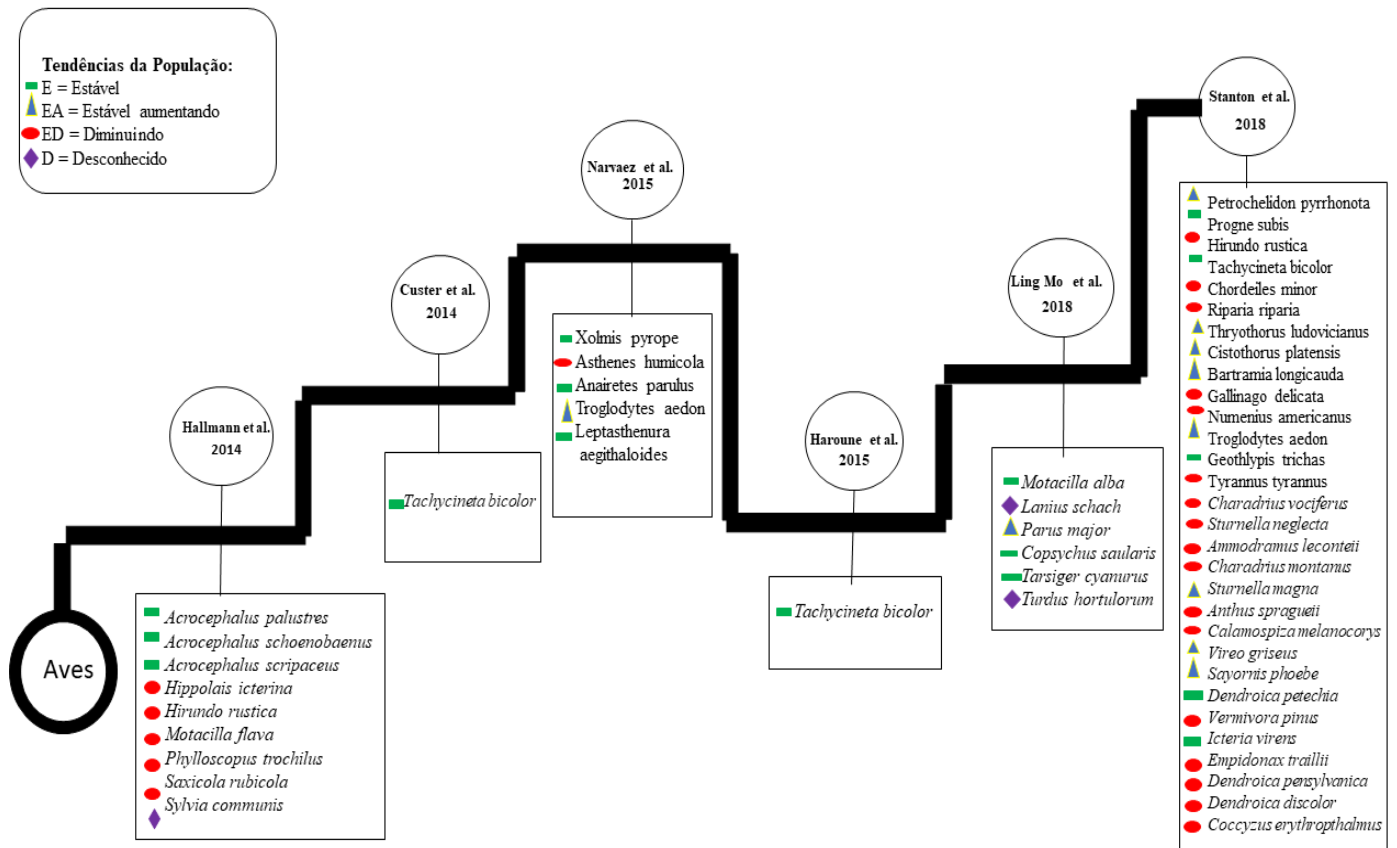 Tendências da População:
E = Estável
EA = Estável aumentando
ED = Diminuindo
D = Desconhecido
Aves
Hallmann et al.
2014
Acrocephalus palustres
Acrocephalus schoenobaenus
Acrocephalus scripaceus
Hippolais icterina
Hirundo rustica
Motacilla flava
Phylloscopus trochilus
Saxicola rubicola
Sylvia communis
Custer et al.
2014
Tachycineta bicolor
Narvaez et al.
2015
Xolmis pyrope
Asthenes humicola
Anairetes parulus
Troglodytes aedon
Leptasthenura
aegithaloides
Haroune et al.
2015
Tachycineta bicolor
Ling Mo et al.
2018
Motacilla alba
Lanius schach
Parus major
Copsychus saularis
Tarsiger cyanurus
Turdus hortulorum
Stanton et al.
2018
Petrochelidon pyrrhonota
Progne subis
Hirundo rustica
Tachycineta bicolor
Chordeiles minor
Riparia riparia
Thryothorus ludovicianus
Cistothorus platensis
Bartramia longicauda
Gallinago delicata
Numenius americanus
Troglodytes aedon
Geothlypis trichas
Tyrannus tyrannus
Charadrius vociferus
Sturnella neglecta
Ammodramus leconteii
Charadrius montanus
Sturnella magna
Anthus spragueii
Calamospiza melanocorys
Vireo griseus
Sayornis phoebe
Dendroica petechia
Vermivora pinus
Icteria virens
Empidonax traillii
Dendroica pensylvanica
Dendroica discolor
Coccyzus erythropthalmus